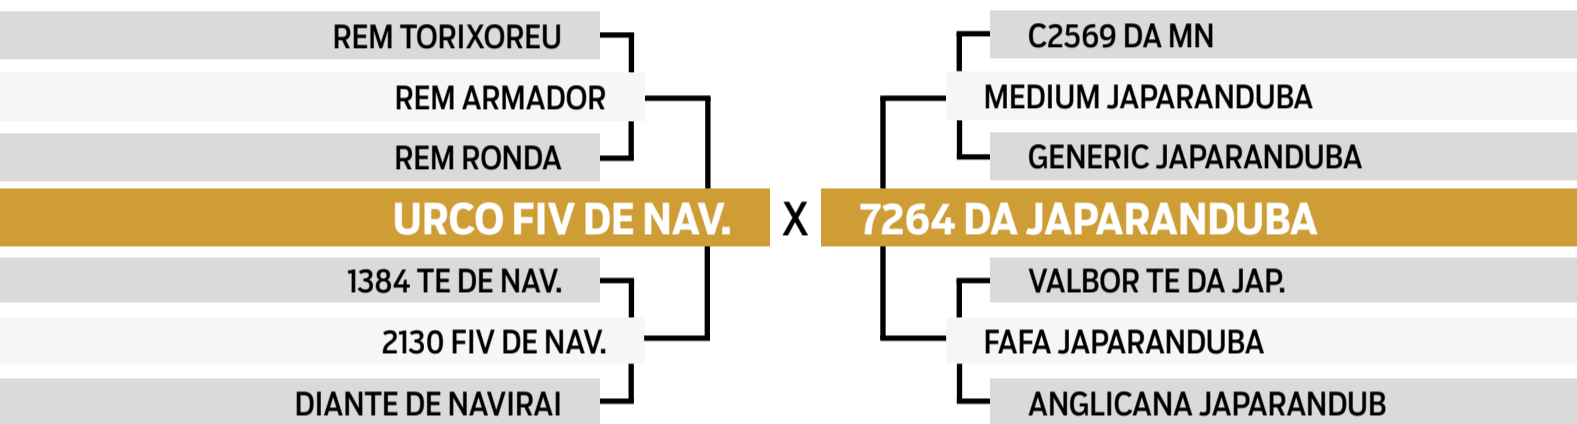 REM TORIXOREU
REM ARMADOR
REM RONDA
URCO FIV DE NAV.
1384 TE DE NAV.
2130 FIV DE NAV.
DIANTE DE NAVIRAI
X
C2569 DA MN
MEDIUM JAPARANDUBA
GENERIC JAPARANDUBA
7264 DA JAPARANDUBA
VALBOR TE DA JAP.
FAFA JAPARANDUBA
ANGLICANA JAPARANDUB